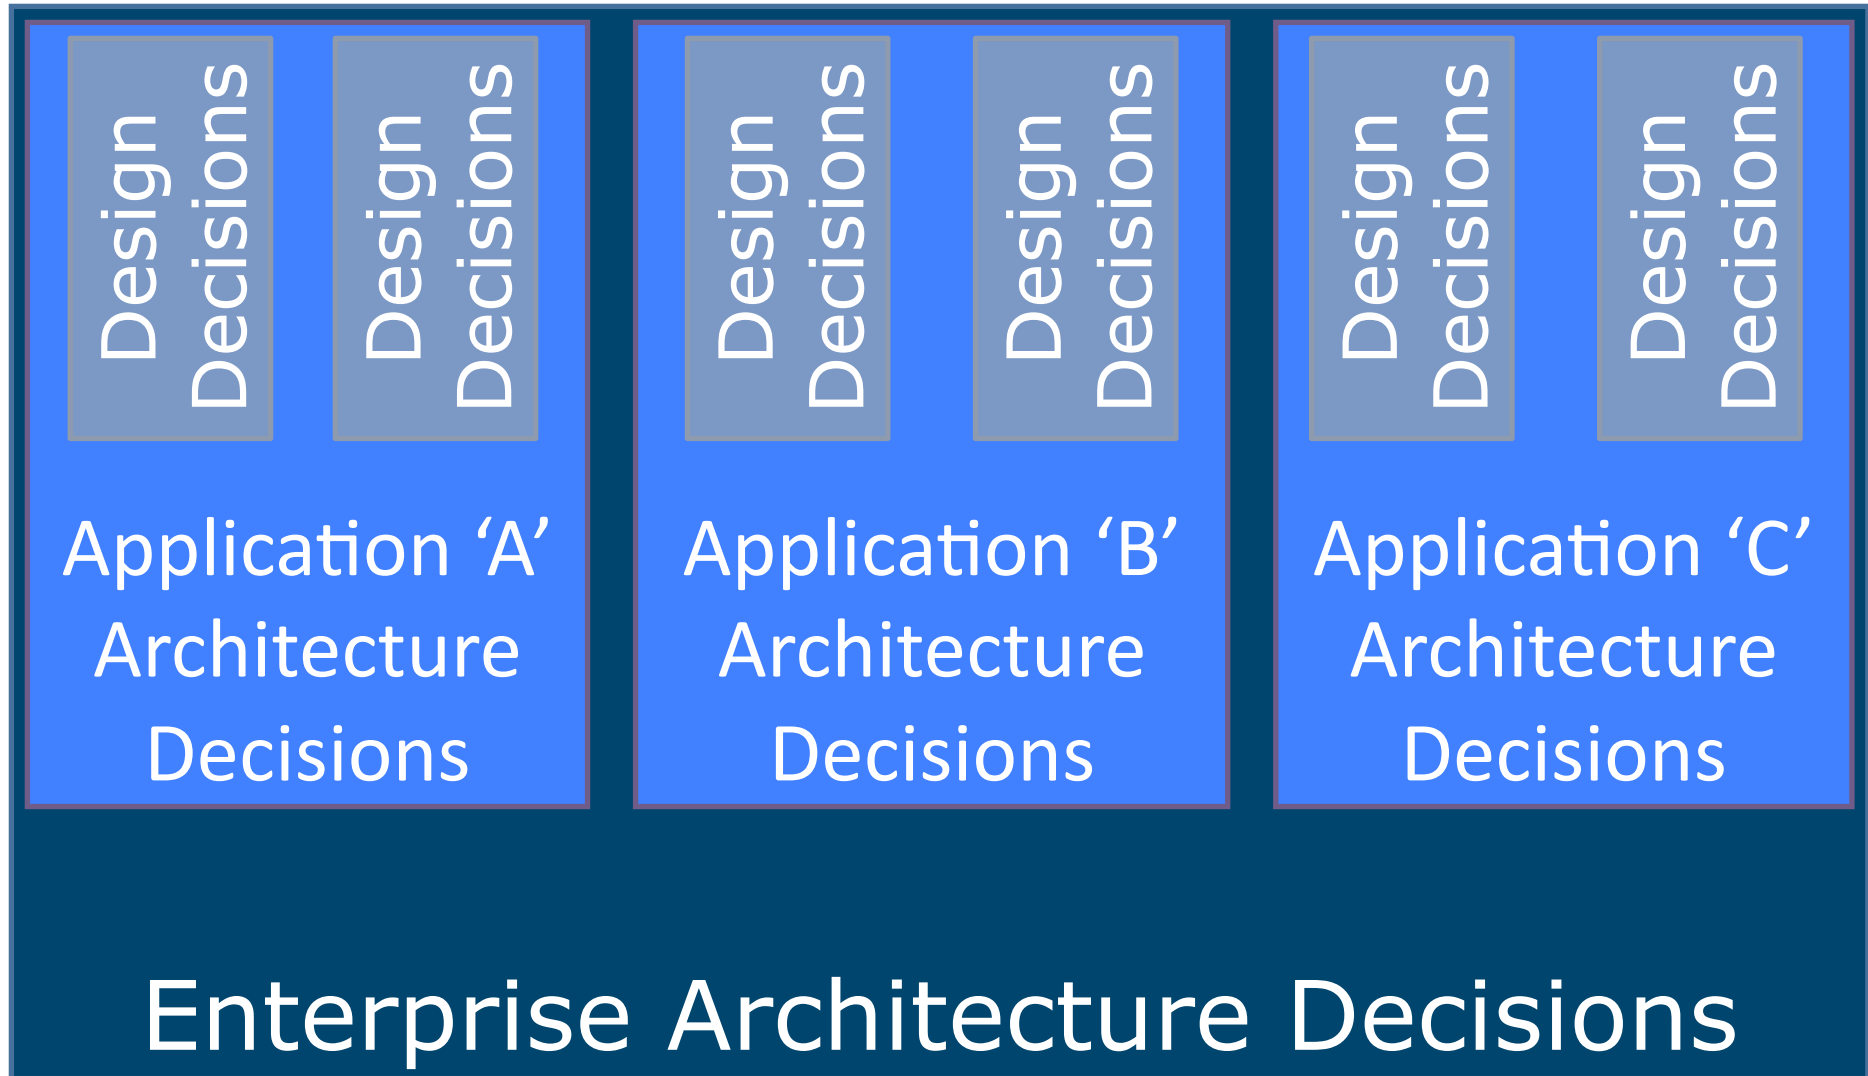 Design
Decisions
Design
Decisions
Design
Decisions
Design
Decisions
Design
Decisions
Design
Decisions
Application ‘A’
Architecture
Decisions
Application ‘B’
Architecture
Decisions
Application ‘C’
Architecture
Decisions
Enterprise Architecture Decisions